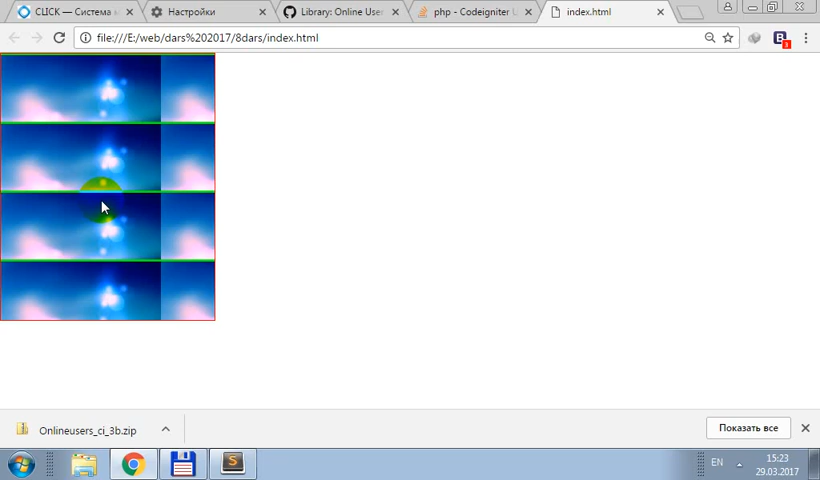 CLICK — Система
Настройки
Library: Online User
php - Codeigniter U
index.html
file:///E:/web/dars%202017/8dars/index.html
B
3
Onlineusers_ci_3b.zip
Показать все
S
EN
15:23
29.03.2017